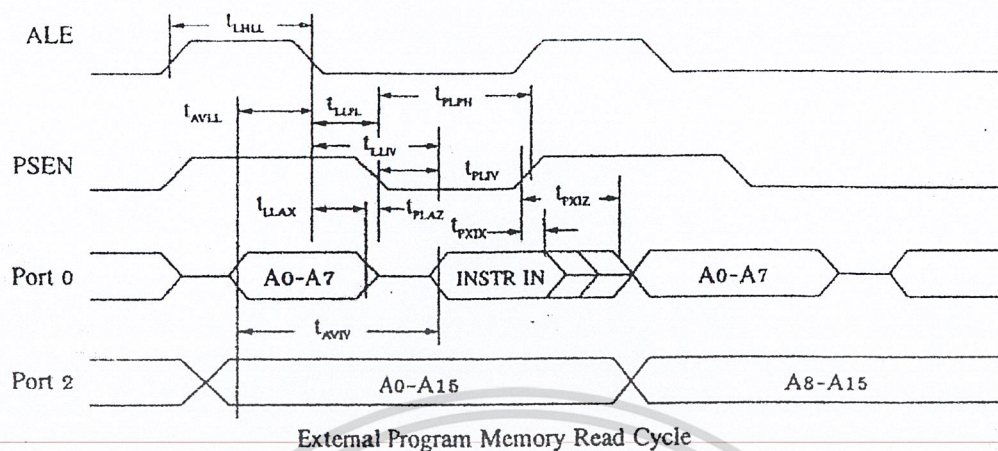 ALE
tLHLL
tAVLL
tLLPL
tPLPH
tLLIV
PSEN
tPLIV
tLLAX
tPLAZ
tPXIZ
tPXIX
Port 0
A0-A7
INSTR IN
A0-A7
tAVIV
Port 2
A0-A15
A8-A15
External Program Memory Read Cycle